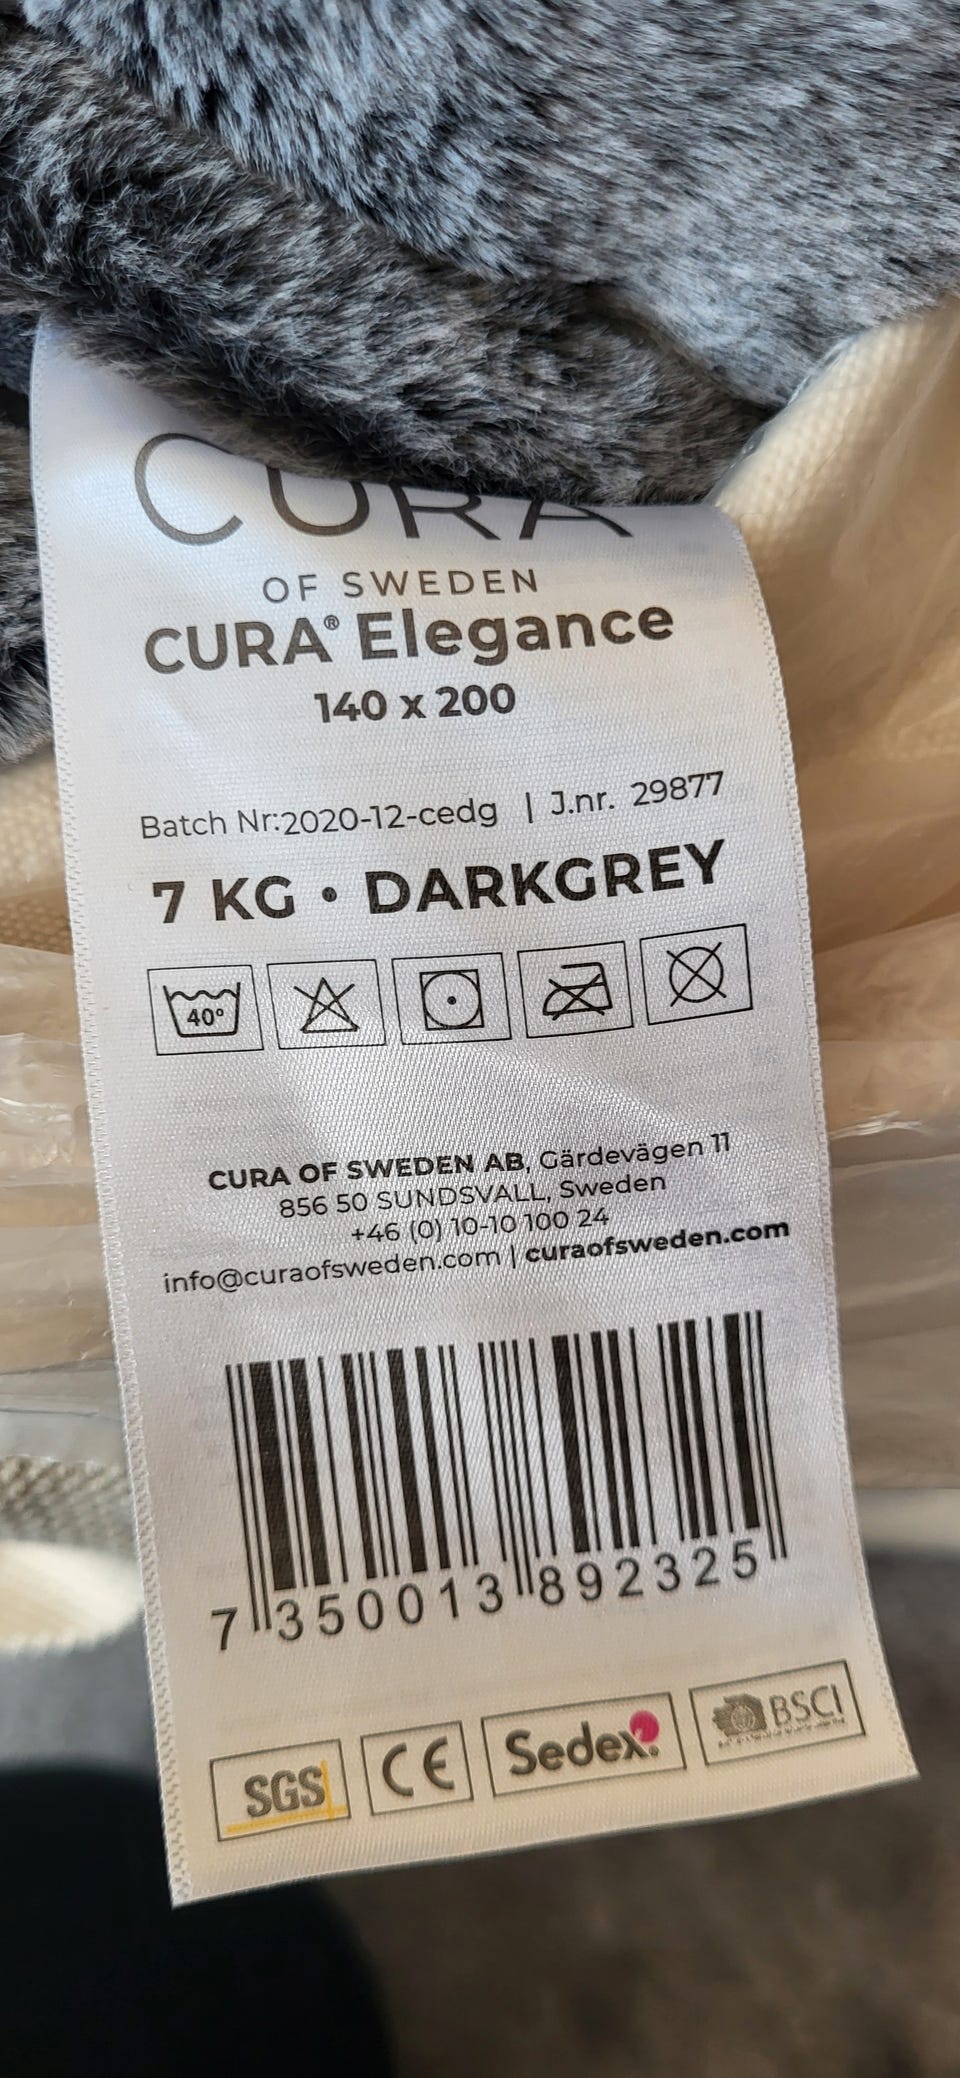 CURA
OF SWEDEN
CURA® Elegance
140 x 200
Batch Nr:2020-12-cedg | J.nr. 29877
7 KG • DARKGREY
40°
CURA OF SWEDEN AB, Gärdevägen 11
856 50 SUNDSVALL, Sweden
+46 (0) 10-10 100 24
info@curaofsweden.com | curaofsweden.com
7 350013 892325
SGS CE Sedex BSCI